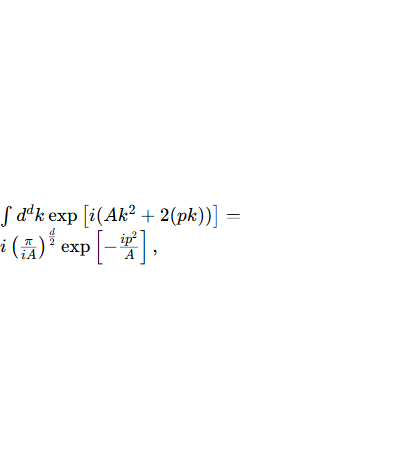 ∫ d^d k exp [i(Ak² + 2(pk))] =
i (π/(iA))^(d/2) exp [−ip²/A] ,